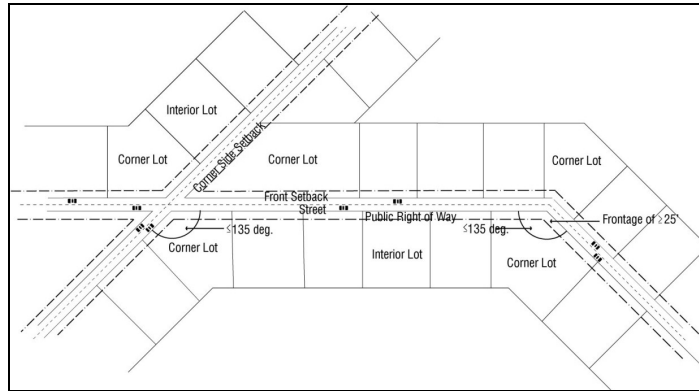 Interior Lot
Corner Lot
Corner Side Setback
Corner Lot
Corner Lot
Front Setback
Street
Public Right of Way
Frontage of ≥25'
≤135 deg.
≤135 deg.
Corner Lot
Interior Lot
Corner Lot